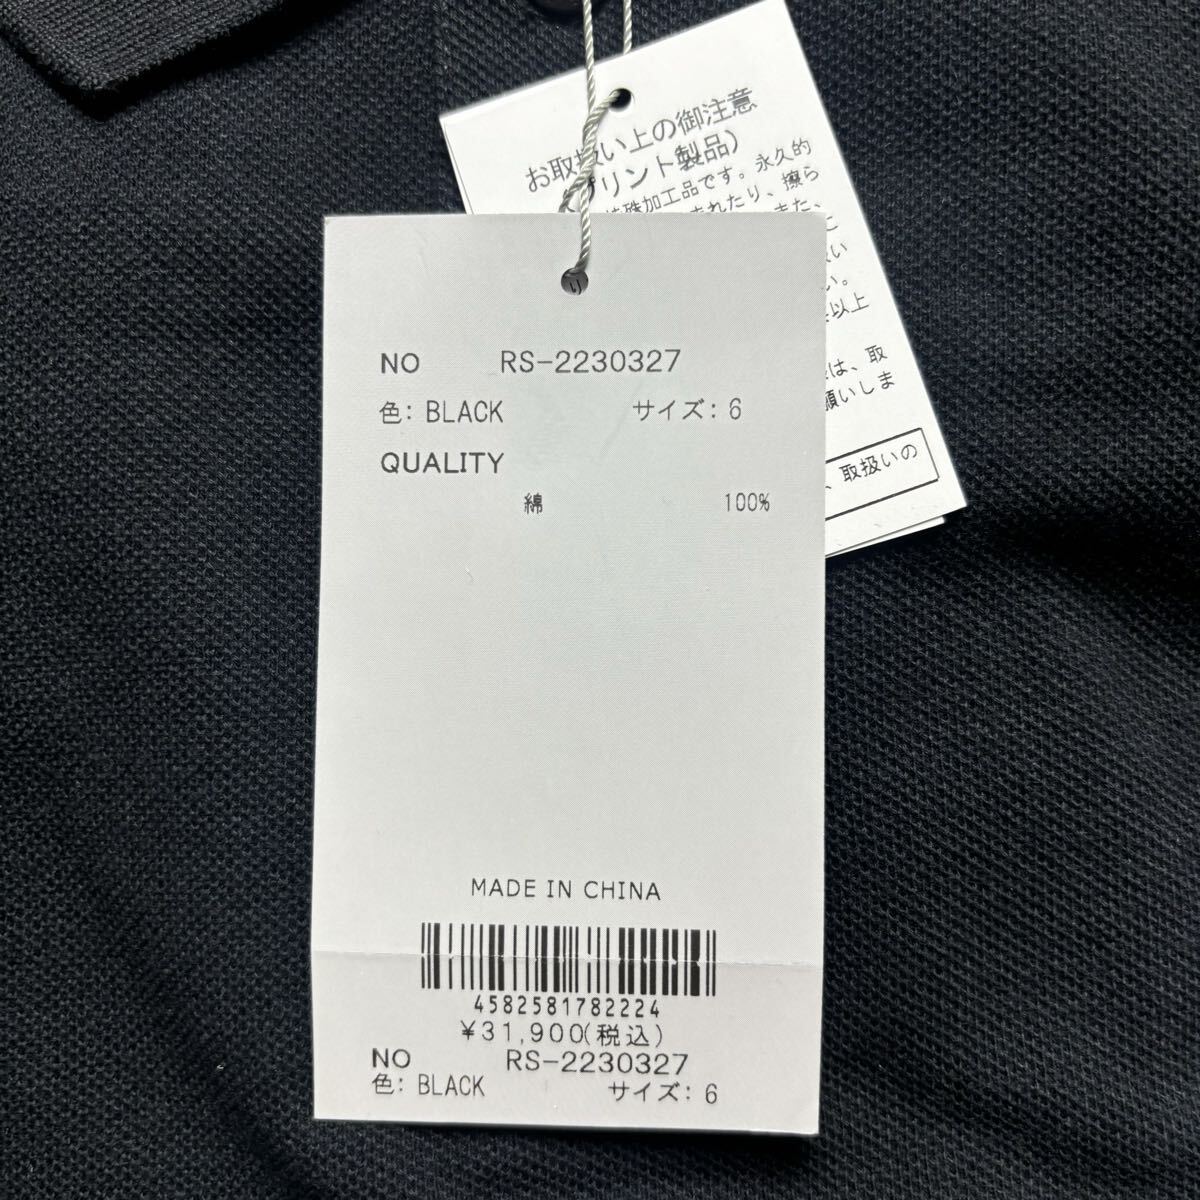 お取扱い上の御注意
プリント製品）
殊加工品です。永久的
れたり、擦ら
また、
こ
い
い。
以上
は、取
願いしま
、取扱いの
NO RS-2230327
色: BLACK サイズ: 6
QUALITY
綿 100%
MADE IN CHINA
4582581782224
¥31,900(税込)
NO RS-2230327
色: BLACK サイズ: 6